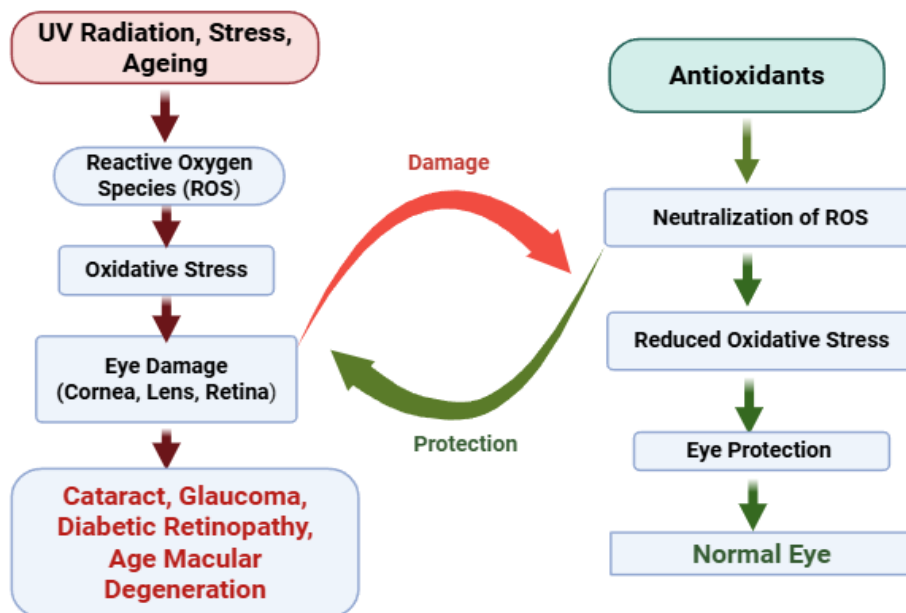 UV Radiation, Stress,
Ageing
Reactive Oxygen
Species (ROS)
Oxidative Stress
Eye Damage
(Cornea, Lens, Retina)
Cataract, Glaucoma,
Diabetic Retinopathy,
Age Macular
Degeneration
Damage
Protection
Antioxidants
Neutralization of ROS
Reduced Oxidative Stress
Eye Protection
Normal Eye